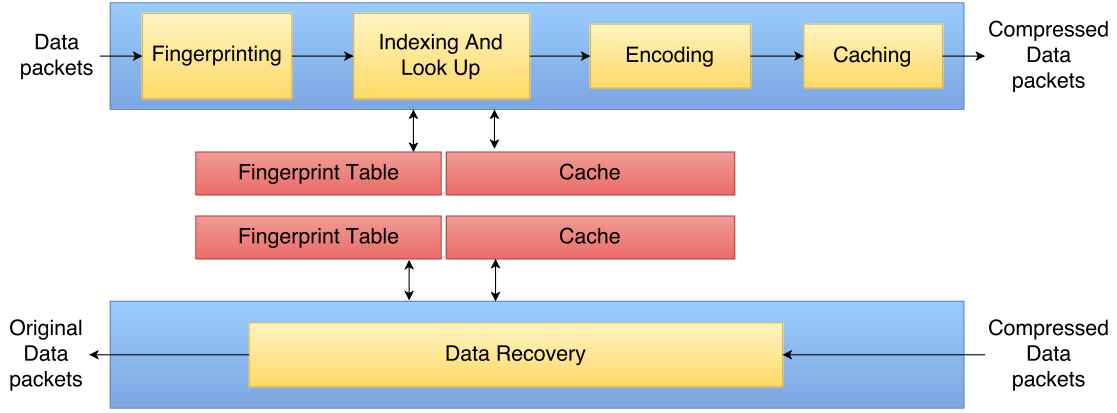 Data
packets
Fingerprinting
Indexing And
Look Up
Encoding
Caching
Compressed
Data
packets
Fingerprint Table
Cache
Fingerprint Table
Cache
Original
Data
packets
Data Recovery
Compressed
Data
packets